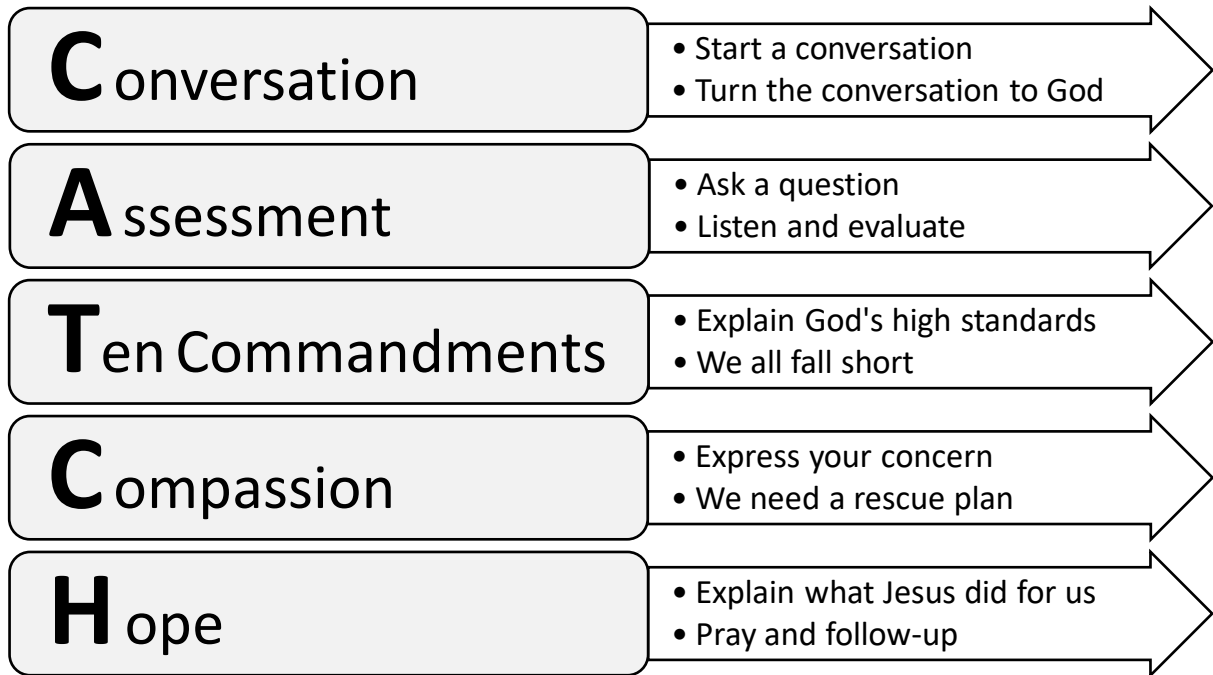 Conversation
• Start a conversation
• Turn the conversation to God
Assessment
• Ask a question
• Listen and evaluate
Ten Commandments
• Explain God's high standards
• We all fall short
Compassion
• Express your concern
• We need a rescue plan
Hope
• Explain what Jesus did for us
• Pray and follow-up